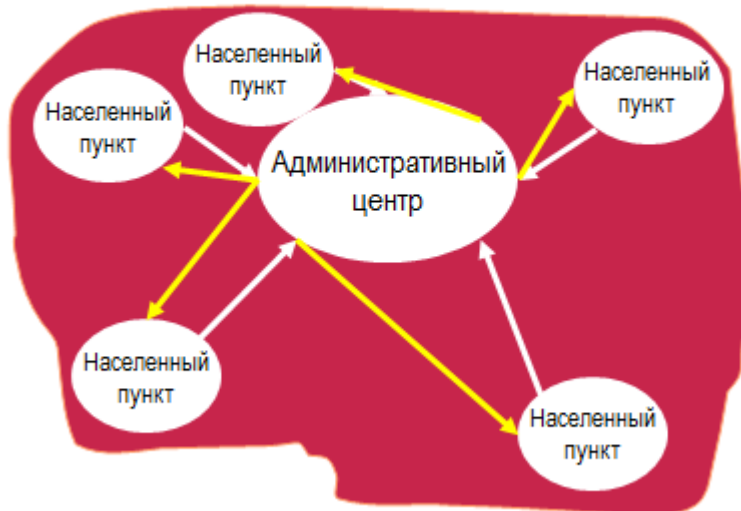 Населенный
пункт
Населенный
пункт
Населенный
пункт
Административный
центр
Населенный
пункт
Населенный
пункт